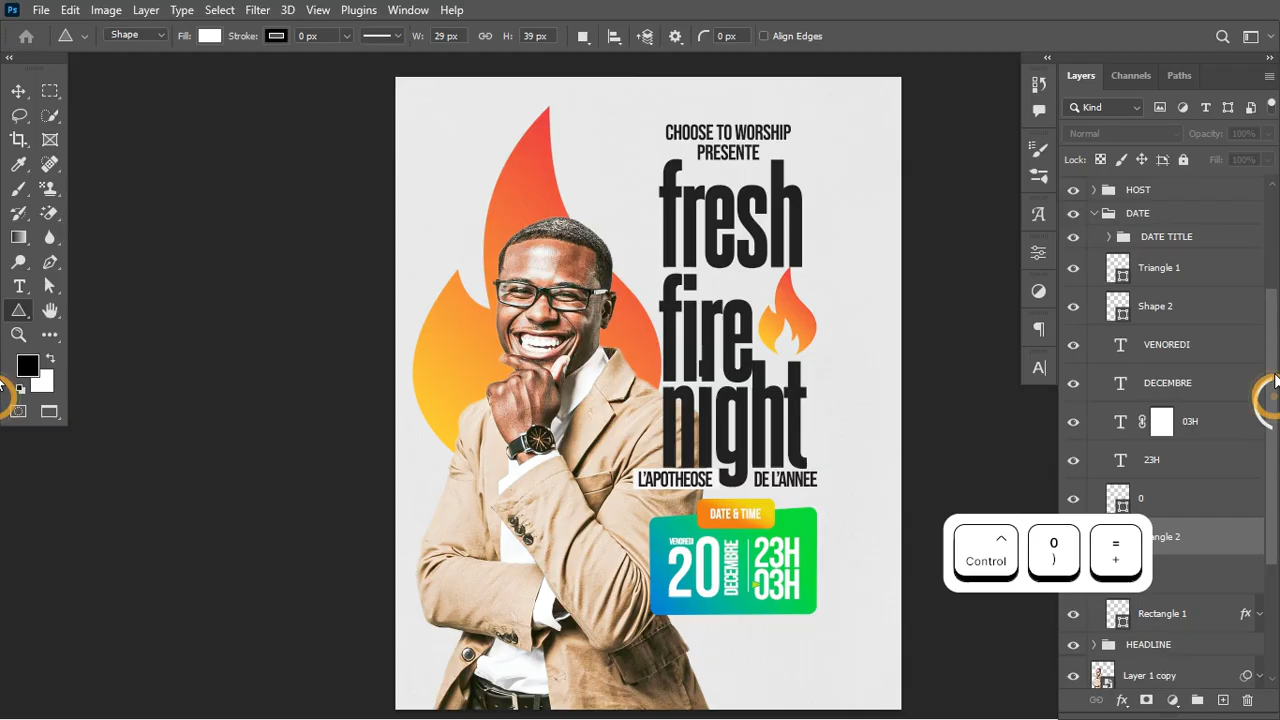 Ps File Edit Image Layer Type Select Filter 3D View Plugins Window Help
Shape Fill: Stroke: 0 px W: 29 px H: 39 px 0 px Align Edges
Layers Channels Paths
Kind
Normal Opacity: 100%
Lock: Fill: 100%
HOST
DATE
DATE TITLE
Triangle 1
Shape 2
VENOREDI
DECEMBRE
03H
23H
0
angle 2
Rectangle 1 fx
HEADLINE
Layer 1 copy
fx
CHOOSE TO WORSHIP
PRESENTE
fresh
fire
night
L'APOTHEOSE DE L'ANNEE
DATE & TIME
VENREDI
20
DECEMBRE
23H
03H
Control
0
)
=
+